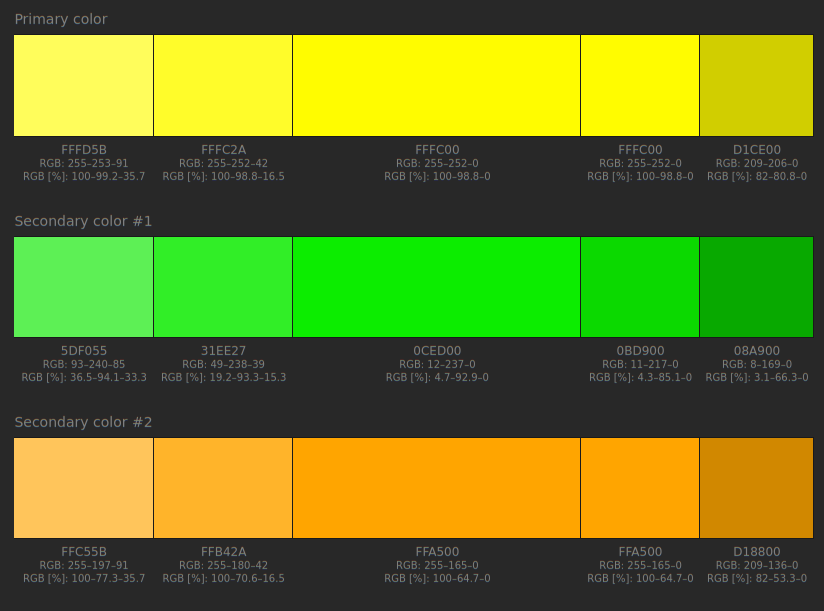 Primary color
FFFD5B FFFC2A FFFC00 FFFC00 D1CE00
RGB: 255–253–91 RGB: 255–252–42 RGB: 255–252–0 RGB: 255–252–0 RGB: 209–206–0
RGB [%]: 100–99.2–35.7 RGB [%]: 100–98.8–16.5 RGB [%]: 100–98.8–0 RGB [%]: 100–98.8–0 RGB [%]: 82–80.8–0
Secondary color #1
5DF055 31EE27 0CED00 0BD900 08A900
RGB: 93–240–85 RGB: 49–238–39 RGB: 12–237–0 RGB: 11–217–0 RGB: 8–169–0
RGB [%]: 36.5–94.1–33.3 RGB [%]: 19.2–93.3–15.3 RGB [%]: 4.7–92.9–0 RGB [%]: 4.3–85.1–0 RGB [%]: 3.1–66.3–0
Secondary color #2
FFC55B FFB42A FFA500 FFA500 D18800
RGB: 255–197–91 RGB: 255–180–42 RGB: 255–165–0 RGB: 255–165–0 RGB: 209–136–0
RGB [%]: 100–77.3–35.7 RGB [%]: 100–70.6–16.5 RGB [%]: 100–64.7–0 RGB [%]: 100–64.7–0 RGB [%]: 82–53.3–0